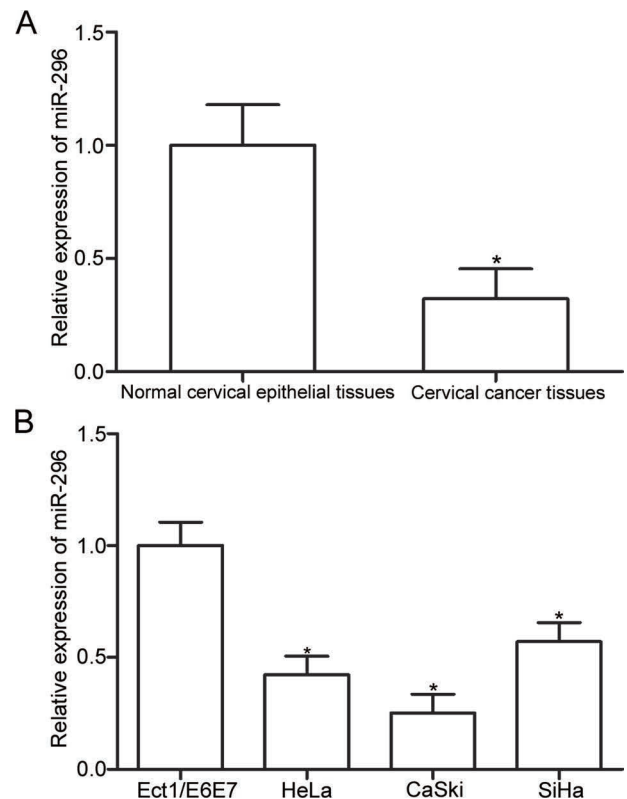 A
Relative expression of miR-296
1.5
1.0
0.5
0.0
*
Normal cervical epithelial tissues
Cervical cancer tissues
B
Relative expression of miR-296
1.5
1.0
0.5
0.0
*
*
*
Ect1/E6E7
HeLa
CaSki
SiHa